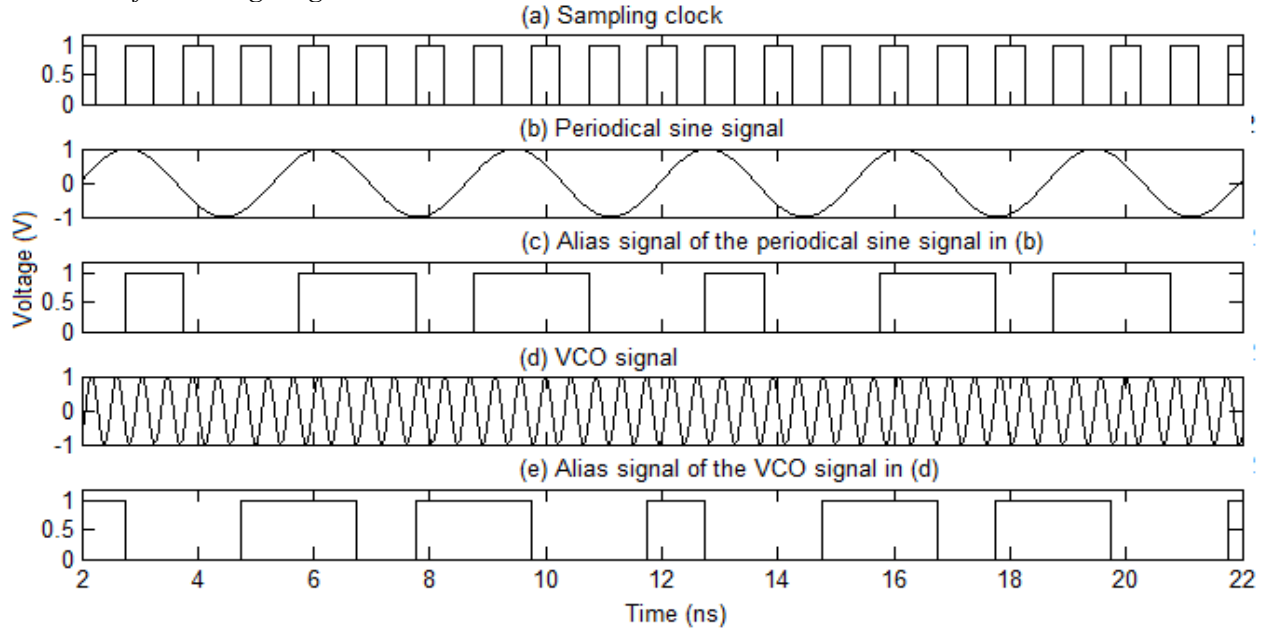 (a) Sampling clock
1
0.5
0
(b) Periodical sine signal
1
0
-1
(c) Alias signal of the periodical sine signal in (b)
1
0.5
0
(d) VCO signal
1
0
-1
(e) Alias signal of the VCO signal in (d)
1
0.5
0
2 4 6 8 10 12 14 16 18 20 22
Time (ns)
Voltage (V)